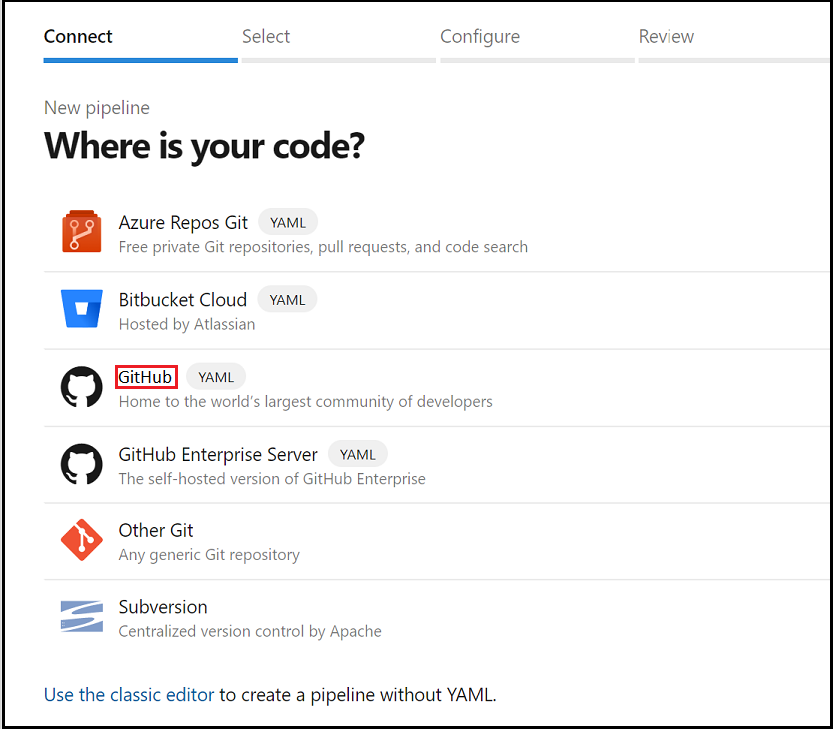 Connect Select Configure Review
New pipeline
Where is your code?
Azure Repos Git YAML
Free private Git repositories, pull requests, and code search
Bitbucket Cloud YAML
Hosted by Atlassian
GitHub YAML
Home to the world’s largest community of developers
GitHub Enterprise Server YAML
The self-hosted version of GitHub Enterprise
Other Git
Any generic Git repository
Subversion
Centralized version control by Apache
Use the classic editor to create a pipeline without YAML.